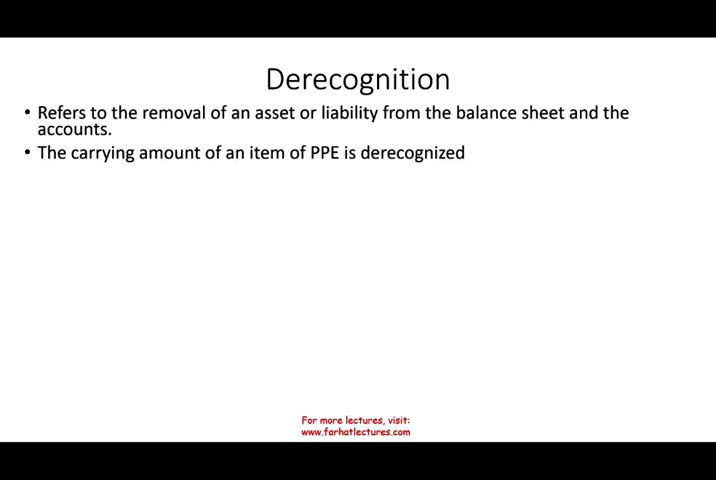 Derecognition
• Refers to the removal of an asset or liability from the balance sheet and the
accounts.
• The carrying amount of an item of PPE is derecognized
For more lectures, visit:
www.farhatlectures.com